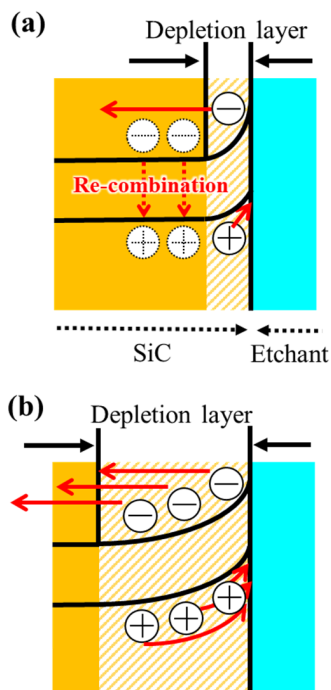 (a)
Depletion layer
Re-combination
SiC
Etchant
(b)
Depletion layer